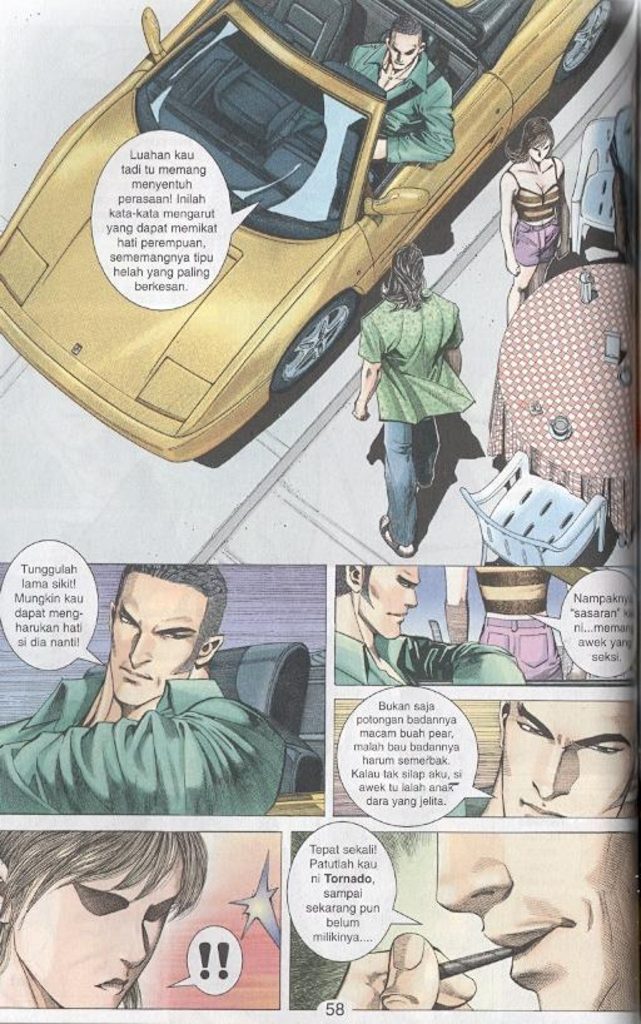 Luahan kau
tadi tu memang
menyentuh
perasaan! Inilah
kata-kata mengarut
yang dapat memikat
hati perempuan,
sememangnya tipu
helah yang paling
berkesan.
Tunggulah
lama sikit!
Mungkin kau
dapat meng-
harukan hati
si dia nanti!
Nampaknya
"sasaran"
ni...memang
awek yang
seksi.
Bukan saja
potongan badannya
macam buah pear,
malah bau badannya
harum semerbak.
Kalau tak silap aku, si
awek tu ialah anak
dara yang jelita.
!!
Tepat sekali!
Patutlah kau
ni Tornado,
sampai
sekarang pun
belum
milikinya....
58